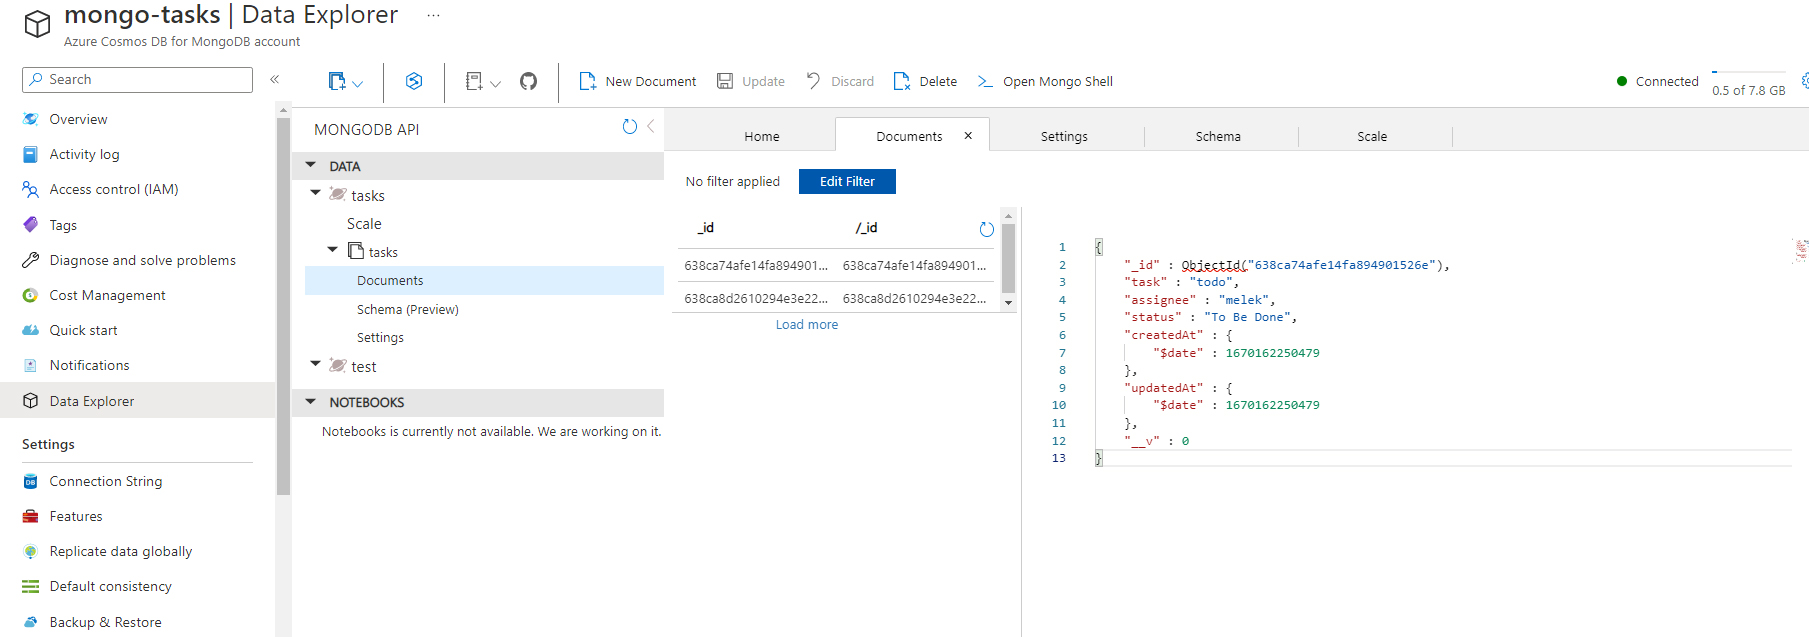 mongo-tasks | Data Explorer ...
Azure Cosmos DB for MongoDB account
Search
Overview
Activity log
Access control (IAM)
Tags
Diagnose and solve problems
Cost Management
Quick start
Notifications
Data Explorer
Settings
Connection String
Features
Replicate data globally
Default consistency
Backup & Restore
New Document Update Discard Delete Open Mongo Shell
Connected 0.5 of 7.8 GB
MONGODB API
DATA
tasks
Scale
tasks
Documents
Schema (Preview)
Settings
test
NOTEBOOKS
Notebooks is currently not available. We are working on it.
Home Documents × Settings Schema Scale
No filter applied Edit Filter
_id /_id
638ca74afe14fa894901... 638ca74afe14fa894901...
638ca8d2610294e3e22... 638ca8d2610294e3e22...
Load more
1 {
2 "_id" : ObjectId("638ca74afe14fa894901526e"),
3 "task" : "todo",
4 "assignee" : "melek",
5 "status" : "To Be Done",
6 "createdAt" : {
7 "$date" : 1670162250479
8 },
9 "updatedAt" : {
10 "$date" : 1670162250479
11 },
12 "__v" : 0
13 }